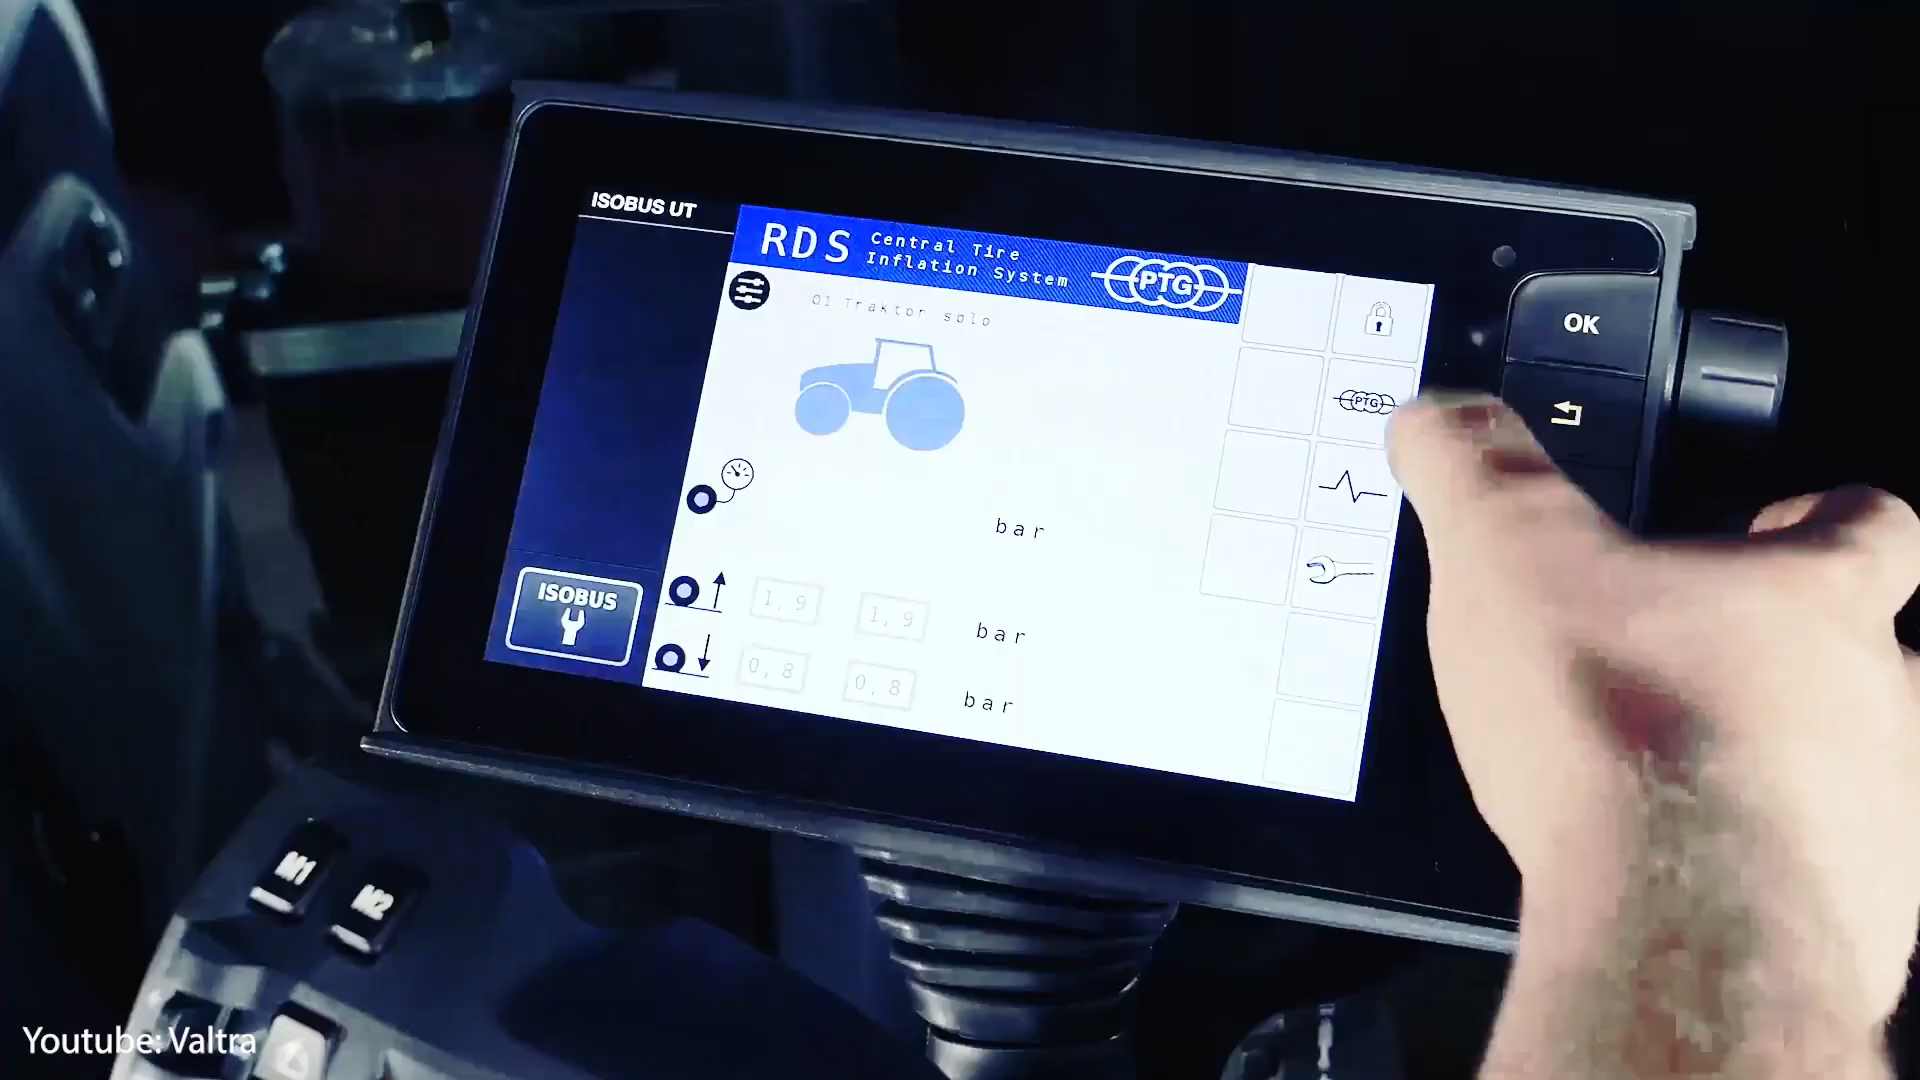 ISOBUS UT
RDS
Central Tire
Inflation System
PTG
01 Traktor solo
PTG
bar
1,9 1,9 bar
0,8 0,8 bar
ISOBUS
OK
M1
M2
Youtube: Valtra